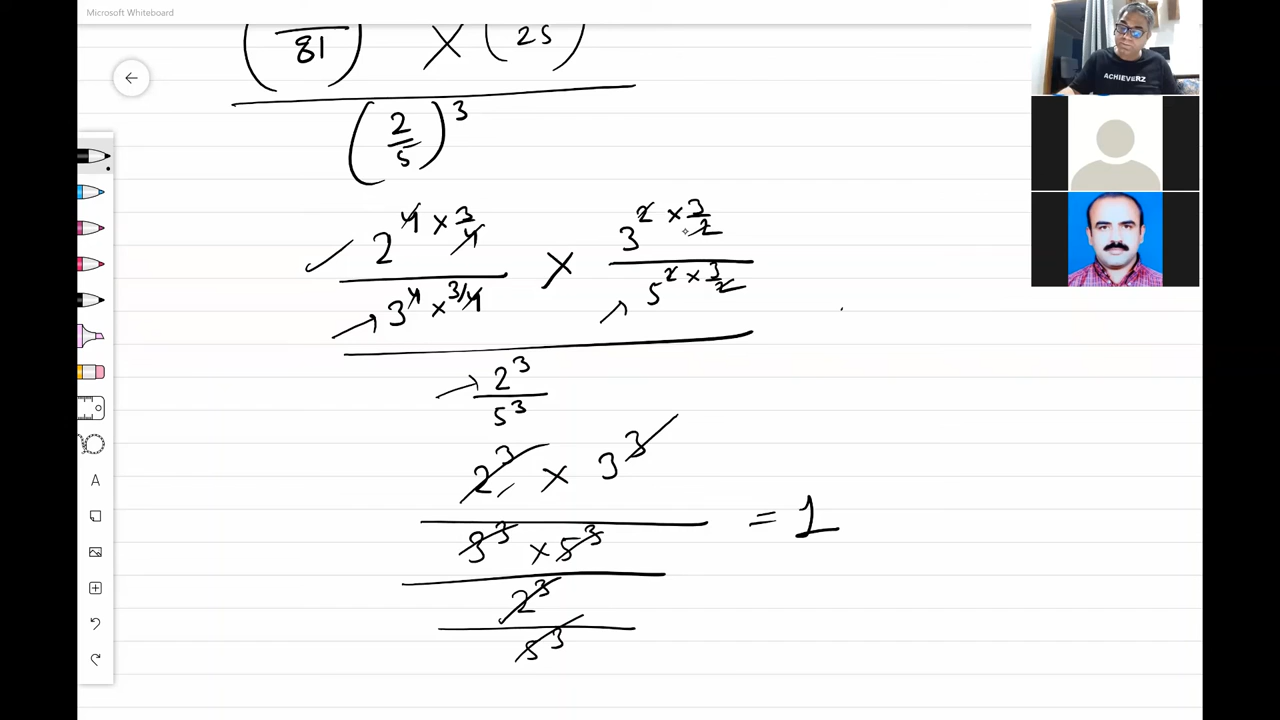 Microsoft Whiteboard
( /81) × ( 25)
(2/5)^3
ACHIEVERZ
2^{4 × 3/4} × 3^{2 × 3/2}
3^{4 × 3/4} 5^{2 × 3/2}
2^3
5^3
2^3 × 3^3
= 1
3^3 × 5^3
2^3
5^3
A